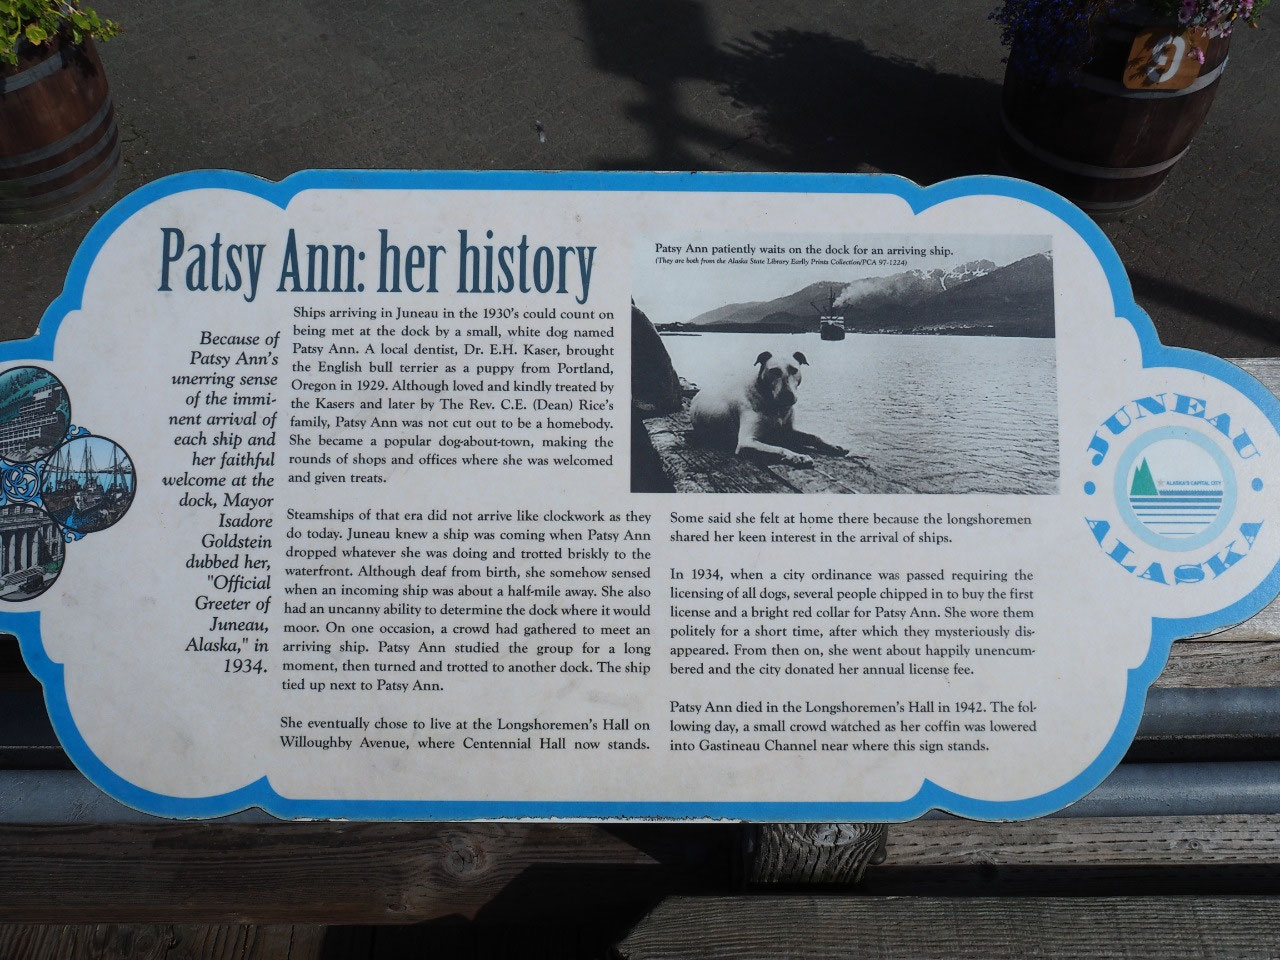 9
Patsy Ann: her history
Because of
Patsy Ann's
unerring sense
of the immi-
nent arrival of
each ship and
her faithful
welcome at the
dock, Mayor
Isadore
Goldstein
dubbed her,
"Official
Greeter of
Juneau,
Alaska," in
1934.
Ships arriving in Juneau in the 1930's could count on
being met at the dock by a small, white dog named
Patsy Ann. A local dentist, Dr. E.H. Kaser, brought
the English bull terrier as a puppy from Portland,
Oregon in 1929. Although loved and kindly treated by
the Kasers and later by The Rev. C.E. (Dean) Rice's
family, Patsy Ann was not cut out to be a homebody.
She became a popular dog-about-town, making the
rounds of shops and offices where she was welcomed
and given treats.
Steamships of that era did not arrive like clockwork as they
do today. Juneau knew a ship was coming when Patsy Ann
dropped whatever she was doing and trotted briskly to the
waterfront. Although deaf from birth, she somehow sensed
when an incoming ship was about a half-mile away. She also
had an uncanny ability to determine the dock where it would
moor. On one occasion, a crowd had gathered to meet an
arriving ship. Patsy Ann studied the group for a long
moment, then turned and trotted to another dock. The ship
tied up next to Patsy Ann.
She eventually chose to live at the Longshoremen's Hall on
Willoughby Avenue, where Centennial Hall now stands.
Patsy Ann patiently waits on the dock for an arriving ship.
(They are both from the Alaska State Library Earlly Prints Collection/PCA 97-1224)
Some said she felt at home there because the longshoremen
shared her keen interest in the arrival of ships.
In 1934, when a city ordinance was passed requiring the
licensing of all dogs, several people chipped in to buy the first
license and a bright red collar for Patsy Ann. She wore them
politely for a short time, after which they mysteriously dis-
appeared. From then on, she went about happily unencum-
bered and the city donated her annual license fee.
Patsy Ann died in the Longshoremen's Hall in 1942. The fol-
lowing day, a small crowd watched as her coffin was lowered
into Gastineau Channel near where this sign stands.
JUNEAU
ALASKA'S CAPITAL CITY
ALASKA